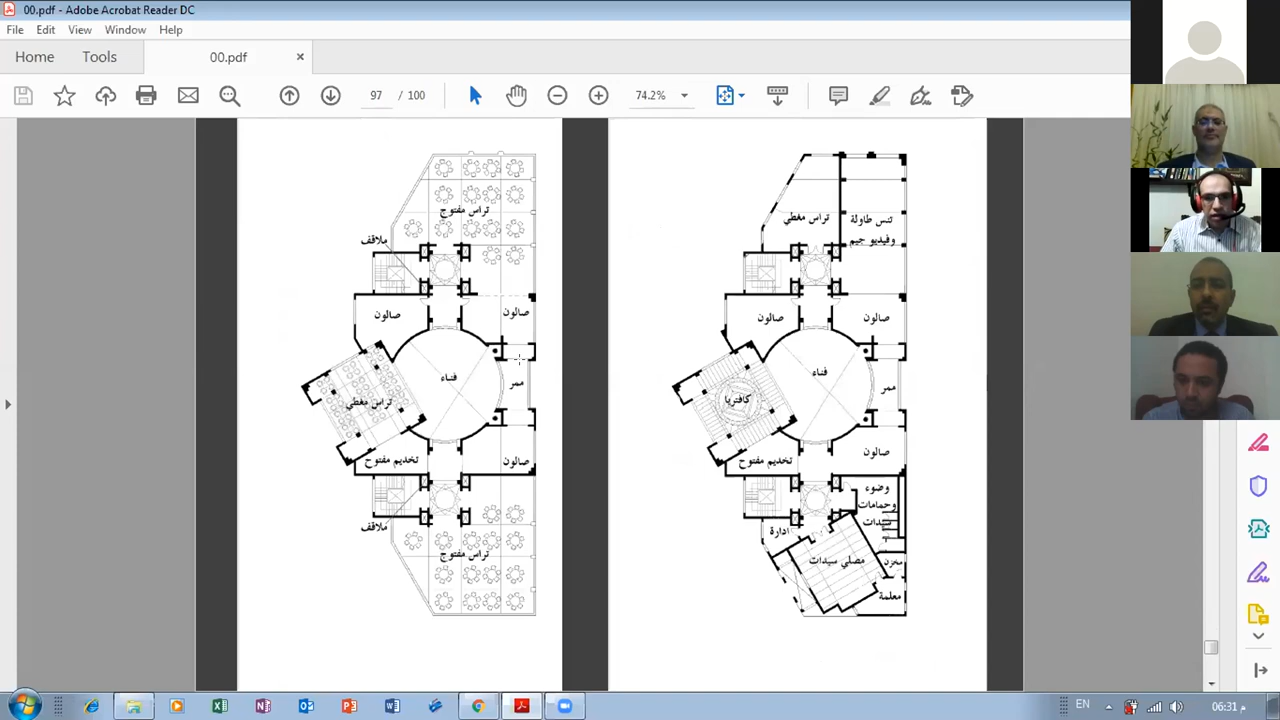 00.pdf - Adobe Acrobat Reader DC
File Edit View Window Help
Home Tools 00.pdf ×
97 / 100 74.2%
تراس مفتوح
ملاقف
صالون
صالون
فناء
ممر
تراس مغطي
تخديم مفتوح
صالون
ملاقف
تراس مفتوح
تراس مغطي
تنس طاولة
وفيديو جيم
صالون
صالون
فناء
ممر
كافتريا
تخديم مفتوح
صالون
وضوء
وحمامات
سيدات
ادارة
مصلي سيدات
مخزن
معلمة
EN 06:31 م